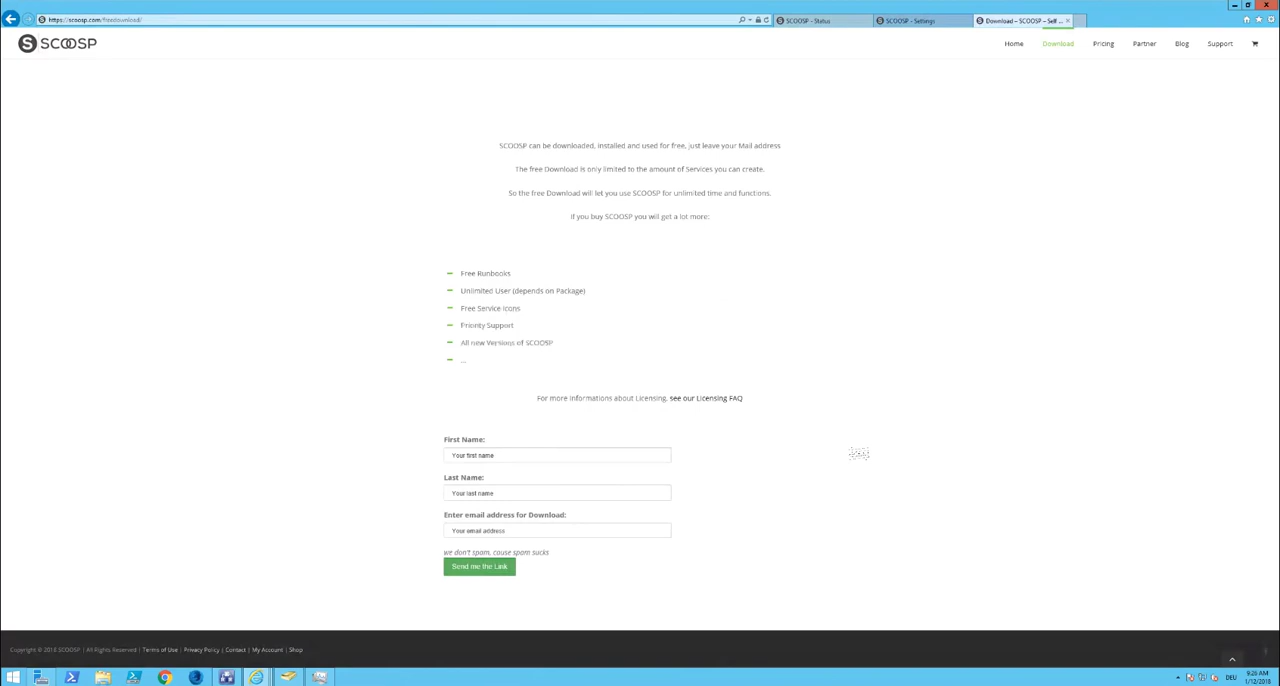 https://scoosp.com/freedownload/
SCOOSP - Status
SCOOSP - Settings
Download – SCOOSP – Self ...
SCOOSP
Home
Download
Pricing
Partner
Blog
Support
SCOOSP can be downloaded, installed and used for free, just leave your Mail address
The free Download is only limited to the amount of Services you can create.
So the free Download will let you use SCOOSP for unlimited time and functions.
If you buy SCOOSP you will get a lot more:
Free Runbooks
Unlimited User (depends on Package)
Free Service Icons
Priority Support
All new Versions of SCOOSP
...
For more Informations about Licensing, see our Licensing FAQ
First Name:
Your first name
Last Name:
Your last name
Enter email address for Download:
Your email address
we don't spam, cause spam sucks
Send me the Link
Copyright © 2018 SCOOSP | All Rights Reserved | Terms of Use | Privacy Policy | Contact | My Account | Shop
DEU
9:26 AM
1/12/2018